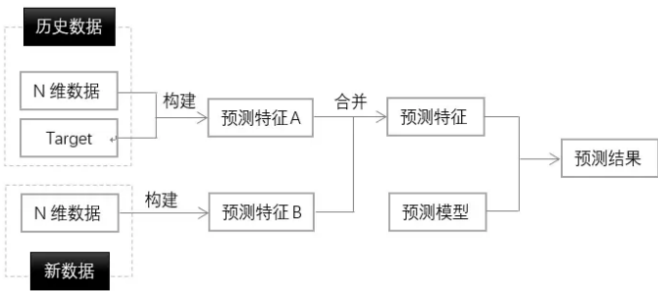 历史数据
N 维数据
Target
构建
预测特征A
合并
预测特征
预测结果
N 维数据
构建
预测特征B
预测模型
新数据